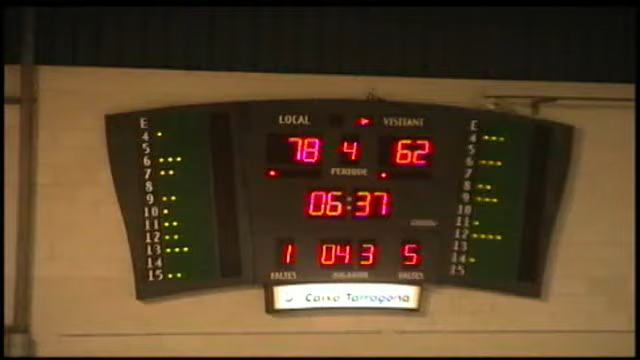 LOCAL VISITANT
78 4 62
PERIODE
06:37
1 04 3 5
FALTES JUGADOR FALTES
Caixa Tarragona
E E
4 4
5 5
6 6
7 7
8 8
9 9
10 10
11 11
12 12
13 13
14 14
15 15